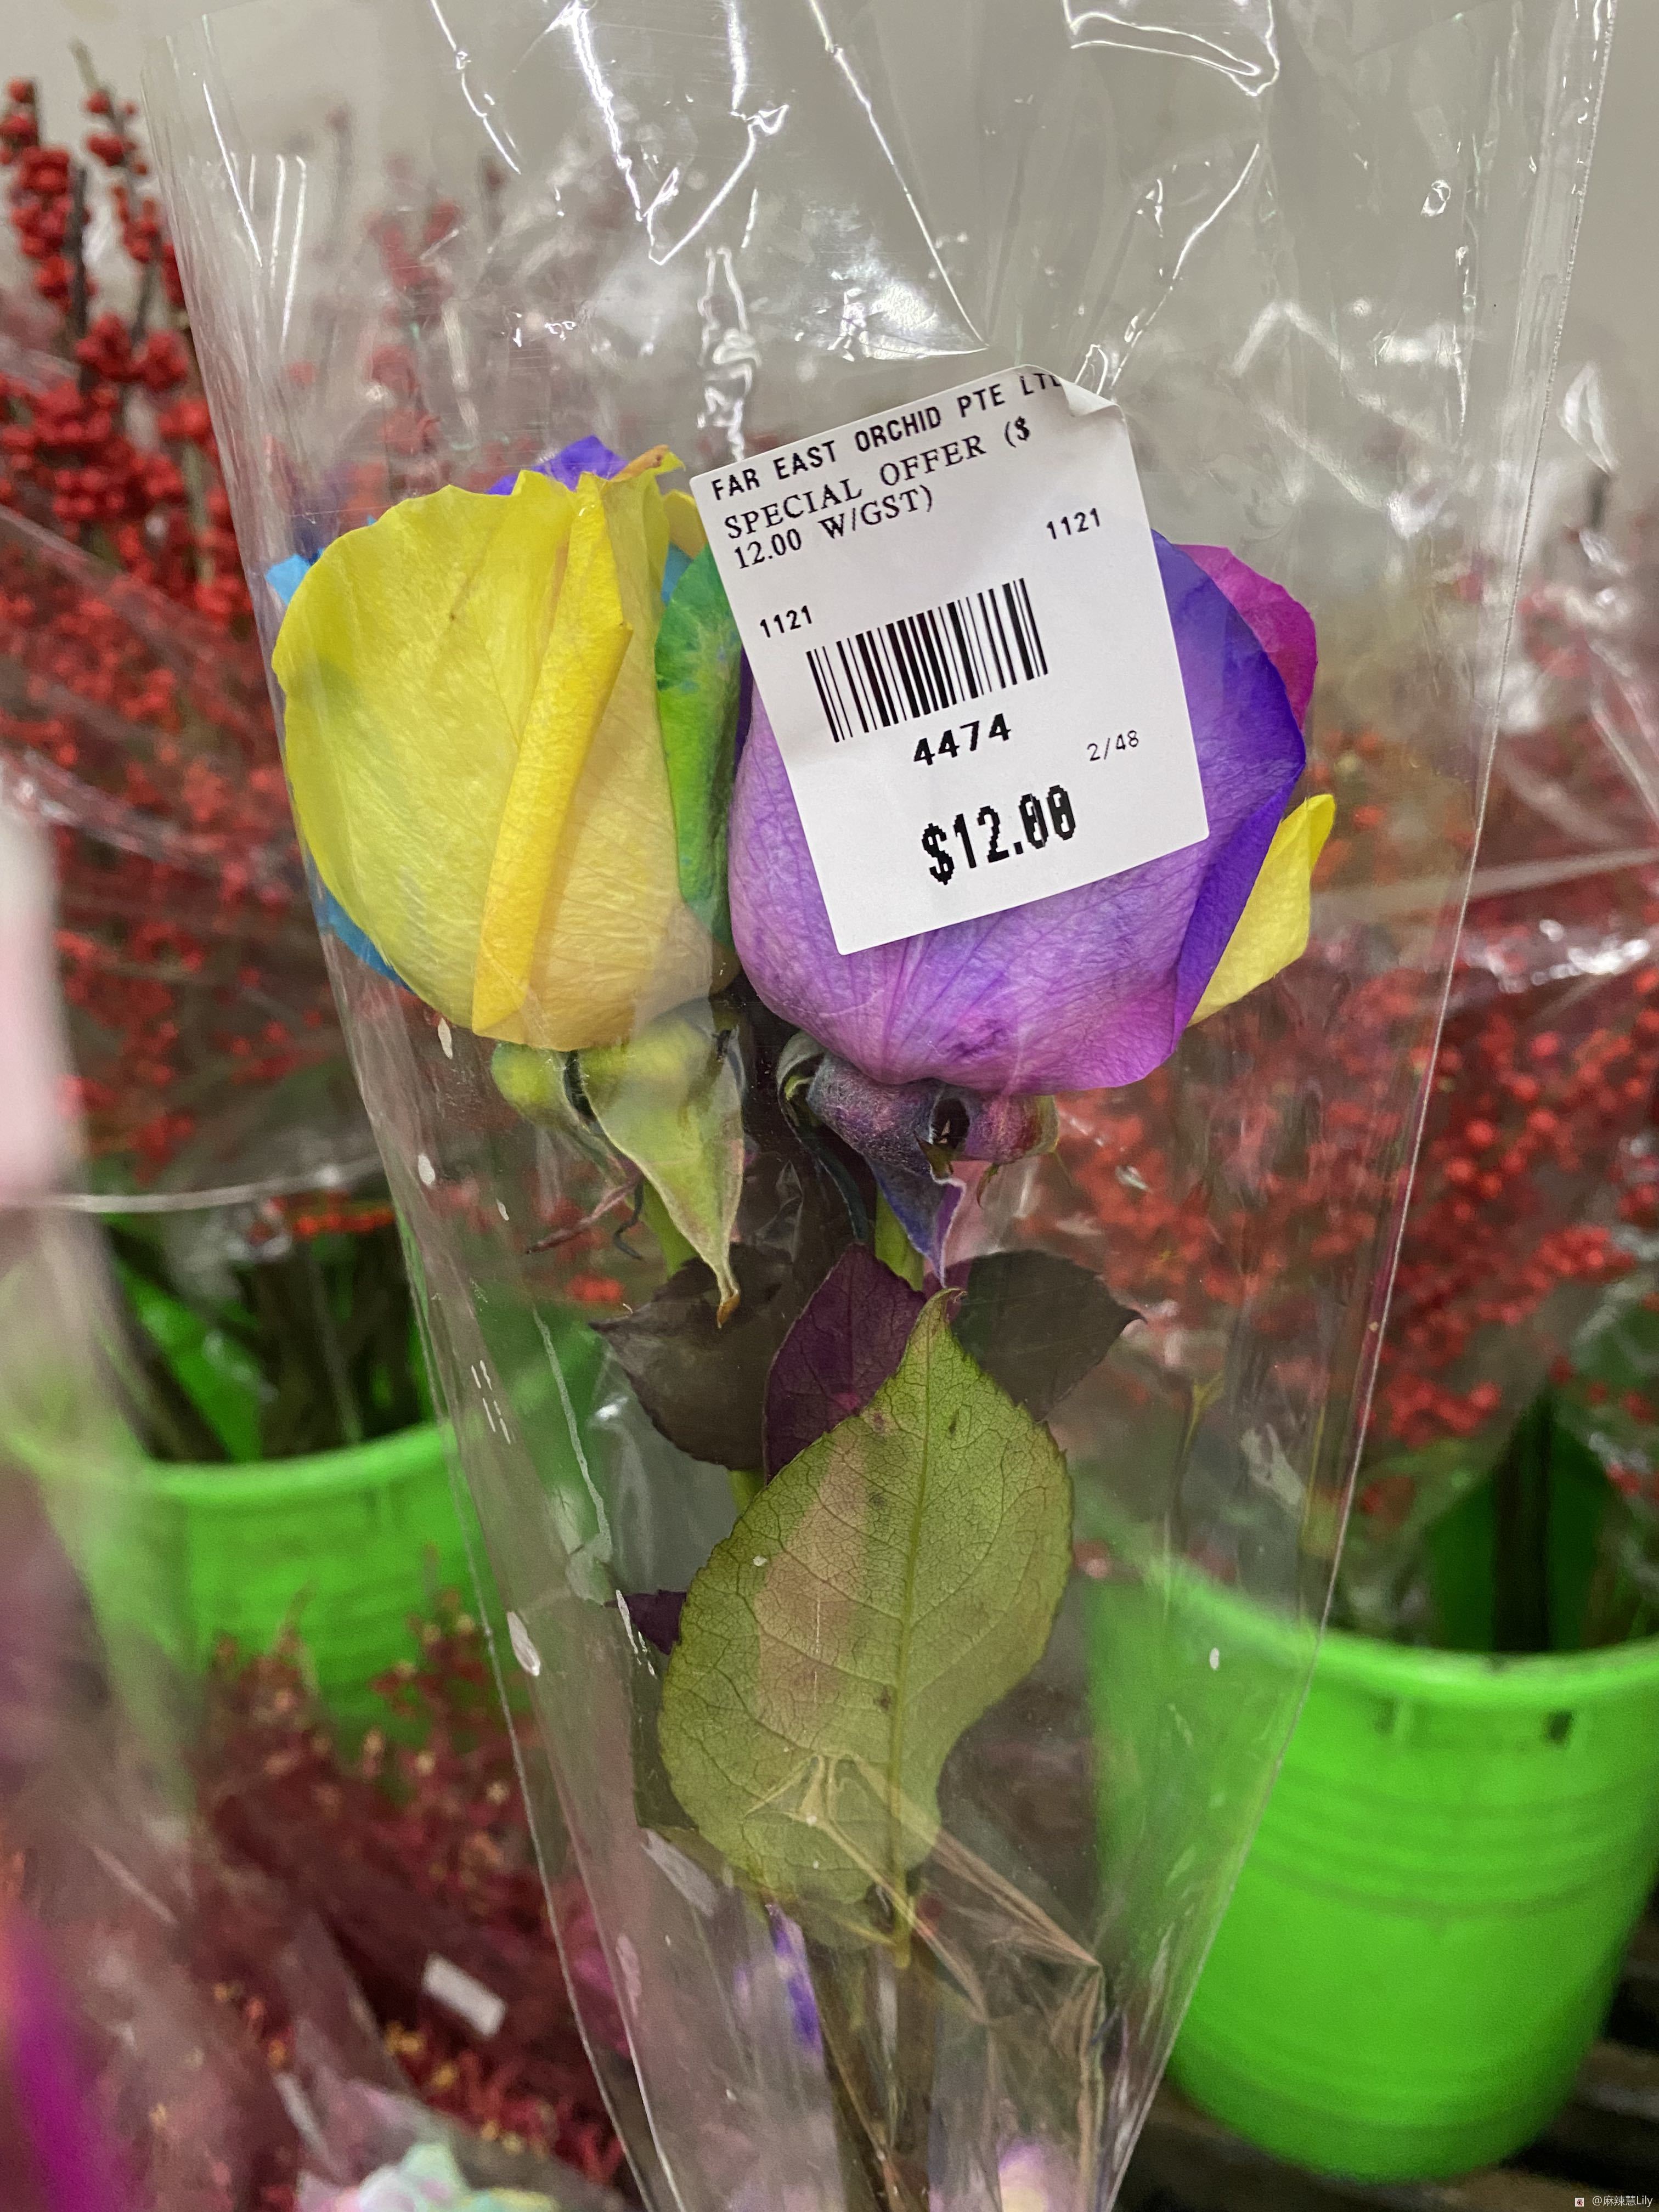 FAR EAST ORCHID PTE LTD
SPECIAL OFFER ($
12.00 W/GST)
1121
1121
4474
2/48
$12.00
@麻辣慧Lily